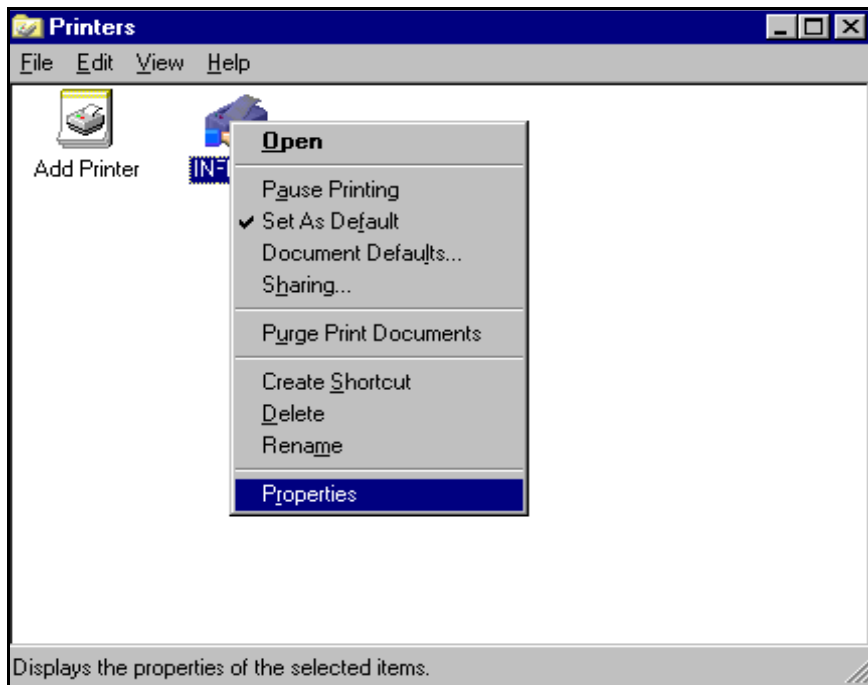 Printers
File Edit View Help
Add Printer
Open
Pause Printing
Set As Default
Document Defaults...
Sharing...
Purge Print Documents
Create Shortcut
Delete
Rename
Properties
Displays the properties of the selected items.